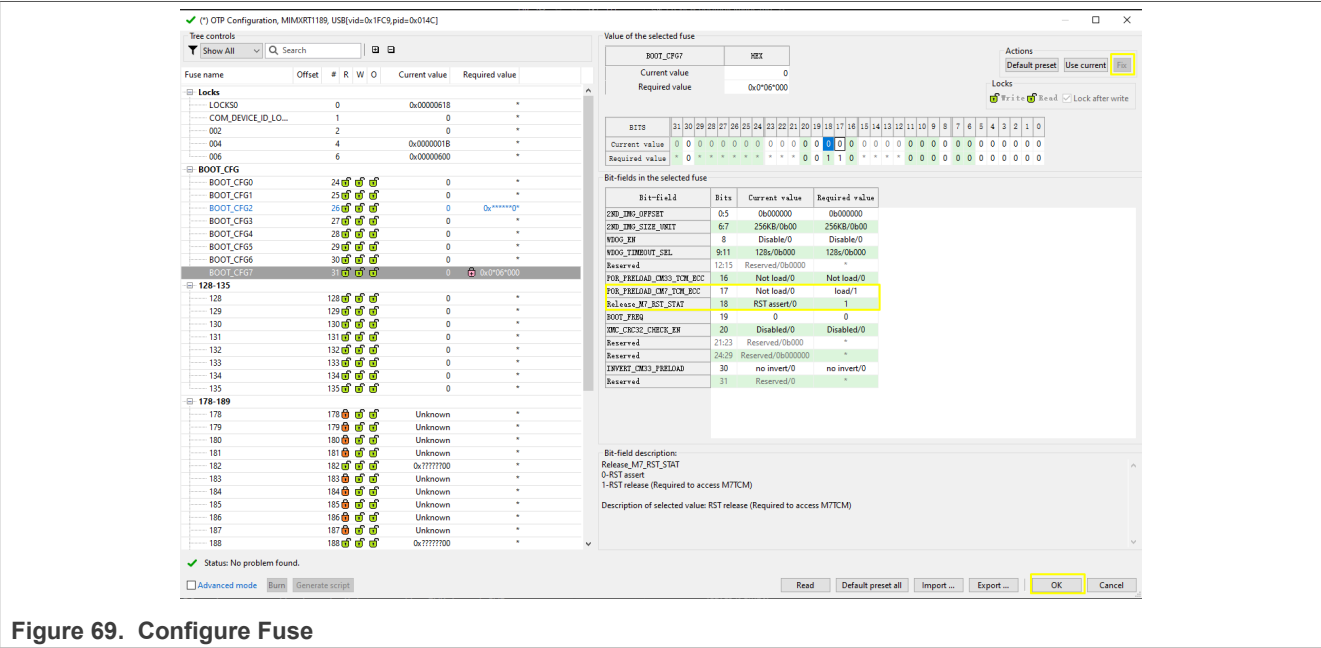 (*) OTP Configuration, MIMXRT1189, USB[vid=0x1FC9,pid=0x014C]
Tree controls
Show All Search
Fuse name Offset # R W O Current value Required value
Locks
LOCKS0 0 0x00000618 *
COM_DEVICE_ID_LO... 1 0 *
002 2 0 *
004 4 0x0000001B *
006 6 0x00000600 *
BOOT_CFG
BOOT_CFG0 24 0 *
BOOT_CFG1 25 0 *
BOOT_CFG2 26 0 0x******0*
BOOT_CFG3 27 0 *
BOOT_CFG4 28 0 *
BOOT_CFG5 29 0 *
BOOT_CFG6 30 0 *
BOOT_CFG7 31 0 0x0*06*000
128-135
128 128 0 *
129 129 0 *
130 130 0 *
131 131 0 *
132 132 0 *
133 133 0 *
134 134 0 *
135 135 0 *
178-189
178 178 Unknown *
179 179 Unknown *
180 180 Unknown *
181 181 Unknown *
182 182 0x??????00 *
183 183 Unknown *
184 184 Unknown *
185 185 Unknown *
186 186 Unknown *
187 187 Unknown *
188 188 0x??????00 *
Value of the selected fuse
BOOT_CFG7 HEX
Current value 0
Required value 0x0*06*000
Actions
Default preset Use current Fix
Locks
Write Read Lock after write
BITS 31 30 29 28 27 26 25 24 23 22 21 20 19 18 17 16 15 14 13 12 11 10 9 8 7 6 5 4 3 2 1 0
Current value 0 0 0 0 0 0 0 0 0 0 0 0 0 0 0 0 0 0 0 0 0 0 0 0 0 0 0 0 0 0 0 0
Required value * 0 * * * * * * * * * 0 0 1 1 0 * * * * 0 0 0 0 0 0 0 0 0 0 0 0
Bit-fields in the selected fuse
Bit-field Bits Current value Required value
2ND_IMG_OFFSET 0:5 0b000000 0b000000
2ND_IMG_SIZE_UNIT 6:7 256KB/0b00 256KB/0b00
WDOG_EN 8 Disable/0 Disable/0
WDOG_TIMEOUT_SEL 9:11 128s/0b000 128s/0b000
Reserved 12:15 Reserved/0b0000 *
POR_PRELOAD_CM33_TCM_ECC 16 Not load/0 Not load/0
POR_PRELOAD_CM7_TCM_ECC 17 Not load/0 load/1
Release_M7_RST_STAT 18 RST assert/0 1
BOOT_FREQ 19 0 0
XMC_CRC32_CHECK_EN 20 Disabled/0 Disabled/0
Reserved 21:23 Reserved/0b000 *
Reserved 24:29 Reserved/0b000000 *
INVERT_CM33_PRELOAD 30 no invert/0 no invert/0
Reserved 31 Reserved/0 *
Bit-field description:
Release_M7_RST_STAT
0-RST assert
1-RST release (Required to access M7TCM)
Description of selected value: RST release (Required to access M7TCM)
Status: No problem found.
Advanced mode Burn Generate script Read Default preset all Import ... Export ... OK Cancel
Figure 69. Configure Fuse